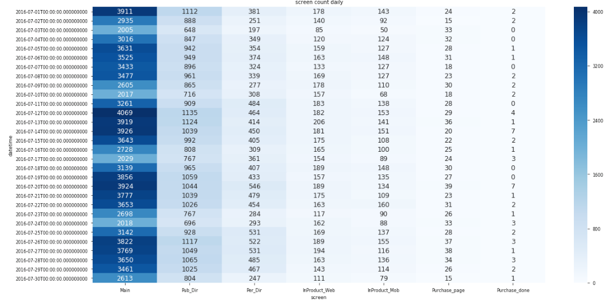 screen count daily
2016-07-01T00:00:00.000000000 3911 1112 381 178 143 24 2
2016-07-02T00:00:00.000000000 2935 888 251 140 92 15 2
2016-07-03T00:00:00.000000000 2005 648 197 85 50 33 0
2016-07-04T00:00:00.000000000 3016 847 349 120 124 32 0
2016-07-05T00:00:00.000000000 3631 942 354 159 127 28 1
2016-07-06T00:00:00.000000000 3525 949 374 163 148 31 1
2016-07-07T00:00:00.000000000 3433 896 324 133 127 18 0
2016-07-08T00:00:00.000000000 3477 961 339 169 127 23 2
2016-07-09T00:00:00.000000000 2605 865 277 178 110 30 2
2016-07-10T00:00:00.000000000 2017 716 308 157 68 18 2
2016-07-11T00:00:00.000000000 3261 909 484 183 138 28 0
2016-07-12T00:00:00.000000000 4069 1135 464 182 153 29 4
2016-07-13T00:00:00.000000000 3919 1124 414 206 141 36 1
2016-07-14T00:00:00.000000000 3926 1039 450 181 151 20 7
2016-07-15T00:00:00.000000000 3643 992 405 175 108 22 2
2016-07-16T00:00:00.000000000 2728 808 309 165 100 25 1
2016-07-17T00:00:00.000000000 2029 767 361 154 89 24 3
2016-07-18T00:00:00.000000000 3139 965 407 189 148 30 0
2016-07-19T00:00:00.000000000 3856 1059 433 157 135 27 0
2016-07-20T00:00:00.000000000 3924 1044 546 189 134 39 7
2016-07-21T00:00:00.000000000 3777 1039 479 175 109 23 1
2016-07-22T00:00:00.000000000 3653 1026 454 163 160 31 2
2016-07-23T00:00:00.000000000 2698 767 284 117 90 26 1
2016-07-24T00:00:00.000000000 2018 696 293 162 88 33 3
2016-07-25T00:00:00.000000000 3142 928 531 169 137 28 2
2016-07-26T00:00:00.000000000 3822 1117 522 189 155 37 3
2016-07-27T00:00:00.000000000 3769 1049 531 194 116 38 1
2016-07-28T00:00:00.000000000 3650 1065 485 163 136 34 3
2016-07-29T00:00:00.000000000 3461 1025 467 143 114 26 2
2016-07-30T00:00:00.000000000 2613 804 247 111 79 15 1
Main Rab_Dir Per_Dir InProduct_Web InProduct_Mob Purchase_page Purchase_done
screen
datetime
4000
3200
2400
1600
800
0